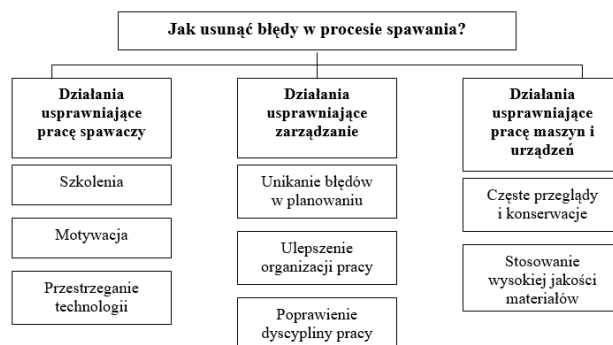 Jak usunąć błędy w procesie spawania?
Działania
usprawniające
pracę spawaczy
Szkolenia
Motywacja
Przestrzeganie
technologii
Działania
usprawniające
zarządzanie
Unikanie błędów
w planowaniu
Ulepszenie
organizacji pracy
Poprawienie
dyscypliny pracy
Działania
usprawniające
pracę maszyn i
urządzeń
Częste przeglądy
i konserwacje
Stosowanie
wysokiej jakości
materiałów